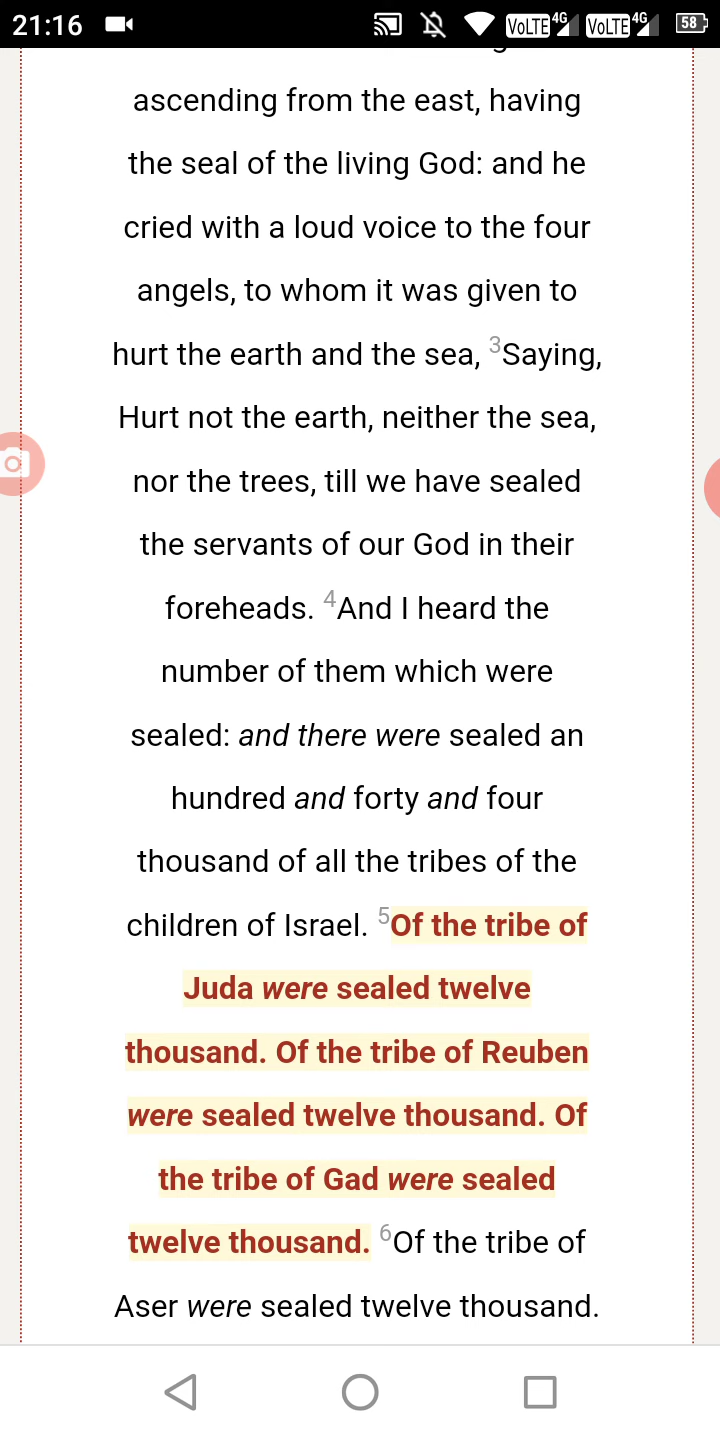 21:16
VoLTE 4G VoLTE 4G 58
ascending from the east, having
the seal of the living God: and he
cried with a loud voice to the four
angels, to whom it was given to
hurt the earth and the sea, 3Saying,
Hurt not the earth, neither the sea,
nor the trees, till we have sealed
the servants of our God in their
foreheads. 4And I heard the
number of them which were
sealed: and there were sealed an
hundred and forty and four
thousand of all the tribes of the
children of Israel. 5Of the tribe of
Juda were sealed twelve
thousand. Of the tribe of Reuben
were sealed twelve thousand. Of
the tribe of Gad were sealed
twelve thousand. 6Of the tribe of
Aser were sealed twelve thousand.